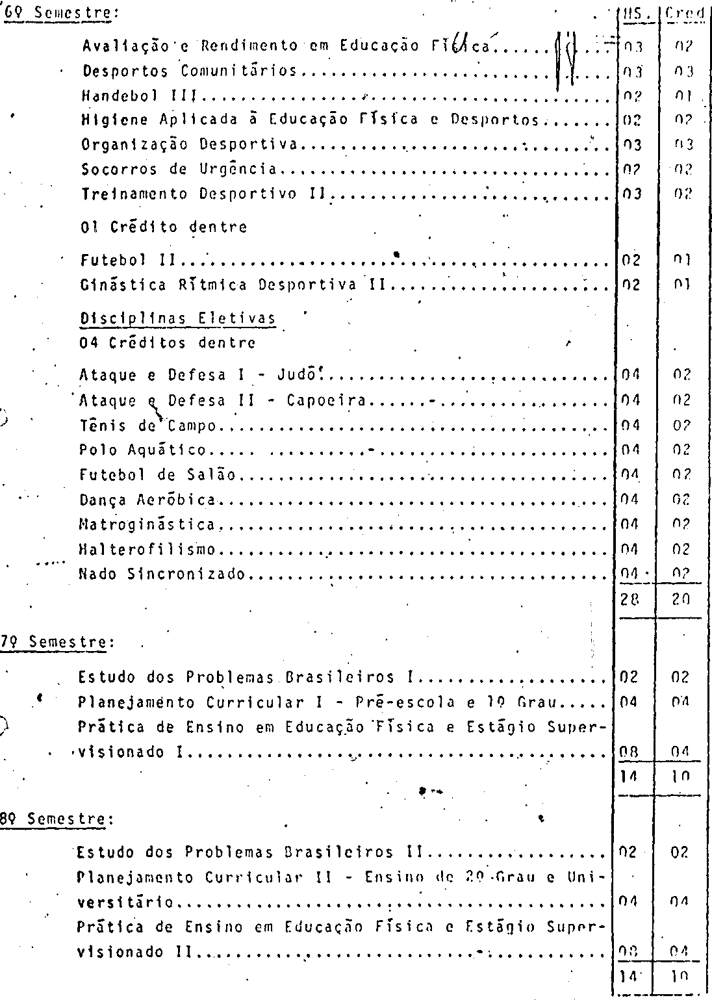 6º Semestre: HS. Cred
Avaliação e Rendimento em Educação Física...... .... 03 02
Desportos Comunitários............................... 03 03
Handebol III......................................... 02 01
Higiene Aplicada à Educação Física e Desportos....... 02 02
Organização Desportiva............................... 03 03
Socorros de Urgência................................. 02 02
Treinamento Desportivo II............................ 03 02
01 Crédito dentre
Futebol II........................................... 02 01
Ginástica Rítmica Desportiva II...................... 02 01
Disciplinas Eletivas
04 Créditos dentre
Ataque e Defesa I - Judô............................. 04 02
Ataque e Defesa II - Capoeira........................ 04 02
Tênis de Campo....................................... 04 02
Polo Aquático..... .................................. 04 02
Futebol de Salão..................................... 04 02
Dança Aeróbica....................................... 04 02
Matroginástica....................................... 04 02
Halterofilismo....................................... 04 02
Nado Sincronizado.................................... 04 02
28 20
7º Semestre:
Estudo dos Problemas Brasileiros I................... 02 02
Planejamento Curricular I - Pré-escola e 1º Grau..... 04 04
Prática de Ensino em Educação Física e Estágio Super-
visionado I.......................................... 08 04
14 10
8º Semestre:
Estudo dos Problemas Brasileiros II.................. 02 02
Planejamento Curricular II - Ensino de 2º Grau e Uni-
versitário........................................... 04 04
Prática de Ensino em Educação Física e Estágio Super-
visionado II......................................... 08 04
14 10